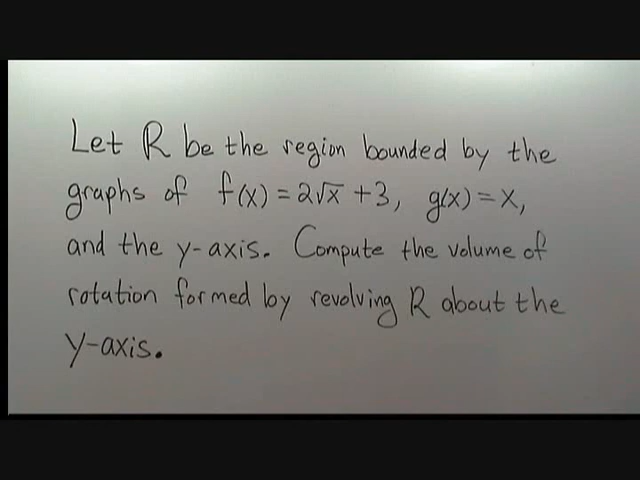 Let R be the region bounded by the
graphs of f(x) = 2√x + 3, g(x) = x,
and the y-axis. Compute the volume of
rotation formed by revolving R about the
y-axis.